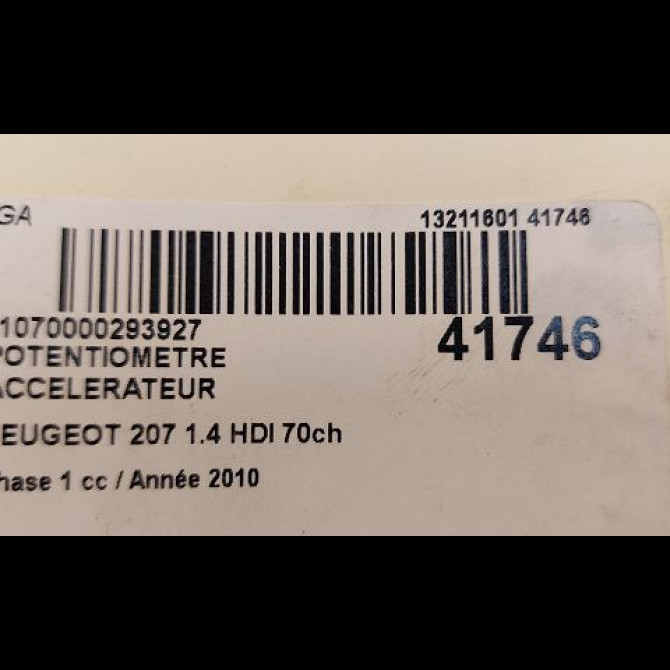 GA 13211601 41746
1070000293927 41746
POTENTIOMETRE
ACCELERATEUR
EUGEOT 207 1.4 HDI 70ch
hase 1 cc / Année 2010